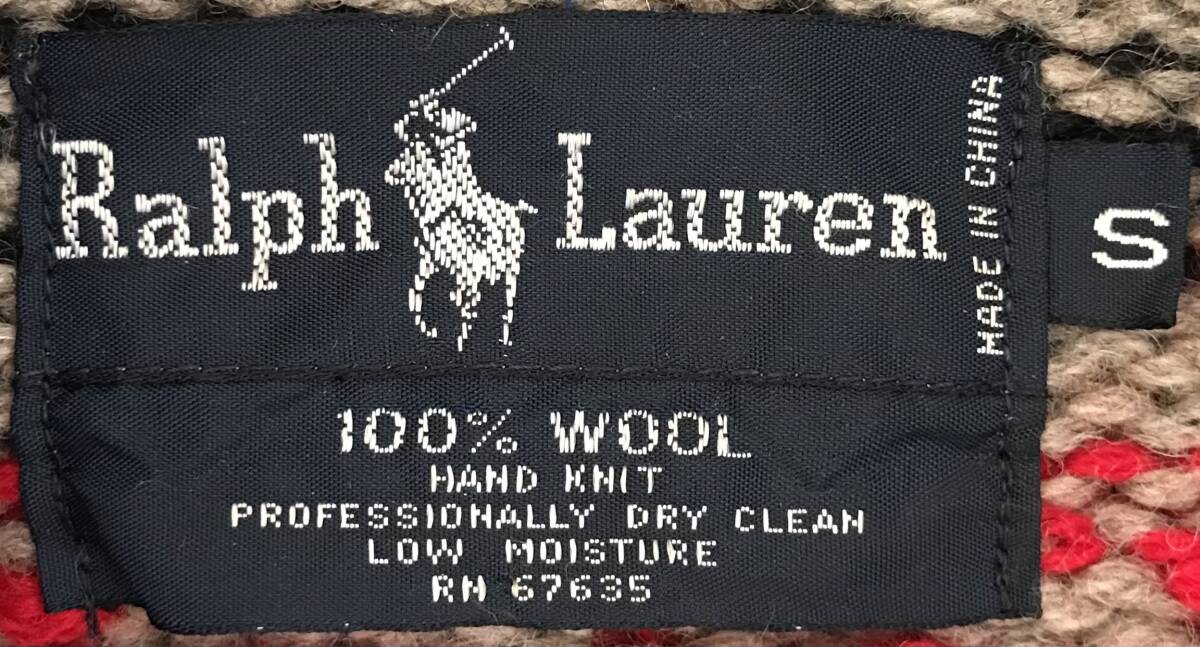 Ralph Lauren
MADE IN CHINA
S
100% WOOL
HAND KNIT
PROFESSIONALLY DRY CLEAN
LOW MOISTURE
RN 67635